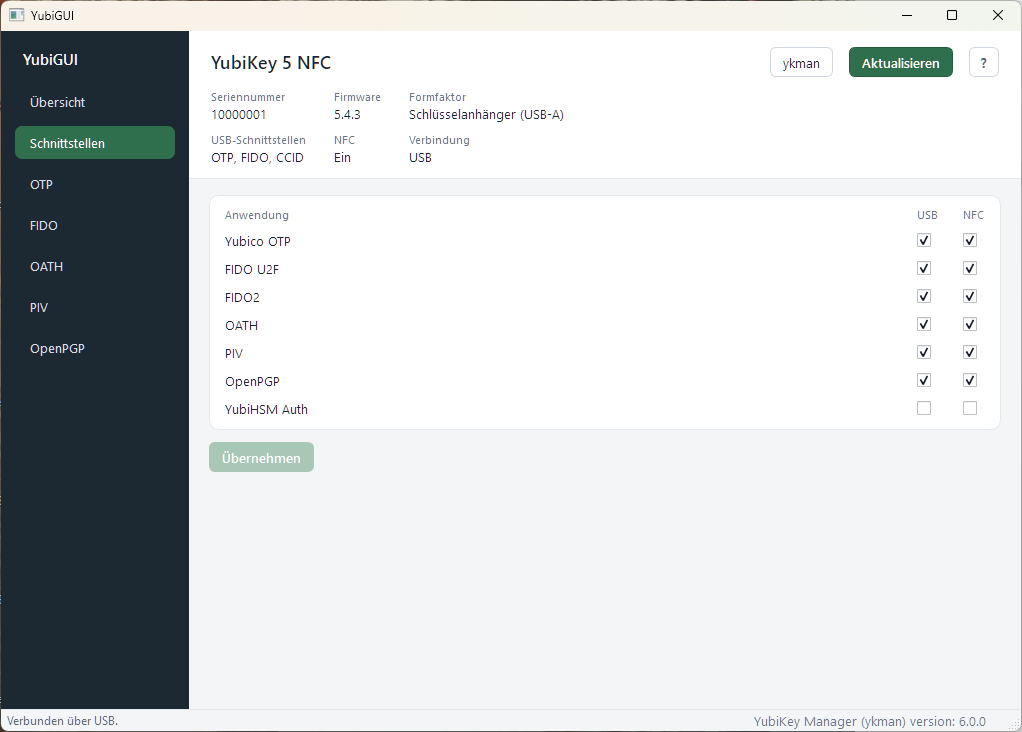 YubiGUI
YubiGUI
Übersicht
Schnittstellen
OTP
FIDO
OATH
PIV
OpenPGP
YubiKey 5 NFC
ykman
Aktualisieren
?
Seriennummer Firmware Formfaktor
10000001 5.4.3 Schlüsselanhänger (USB-A)
USB-Schnittstellen NFC Verbindung
OTP, FIDO, CCID Ein USB
Anwendung USB NFC
Yubico OTP
FIDO U2F
FIDO2
OATH
PIV
OpenPGP
YubiHSM Auth
Übernehmen
Verbunden über USB.
YubiKey Manager (ykman) version: 6.0.0